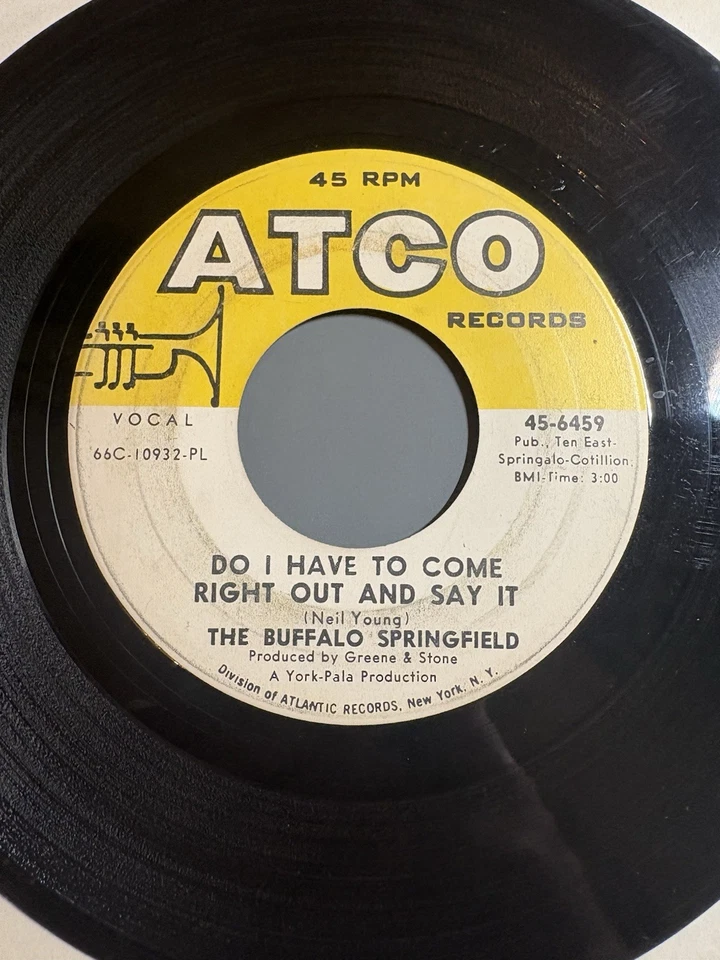 45 RPM
ATCO
RECORDS
VOCAL
66C-10932-PL
45-6459
Pub., Ten East-
Springalo-Cotillion,
BMI-Time: 3:00
DO I HAVE TO COME
RIGHT OUT AND SAY IT
(Neil Young)
THE BUFFALO SPRINGFIELD
Produced by Greene & Stone
A York-Pala Production
Division of ATLANTIC RECORDS, New York, N. Y.